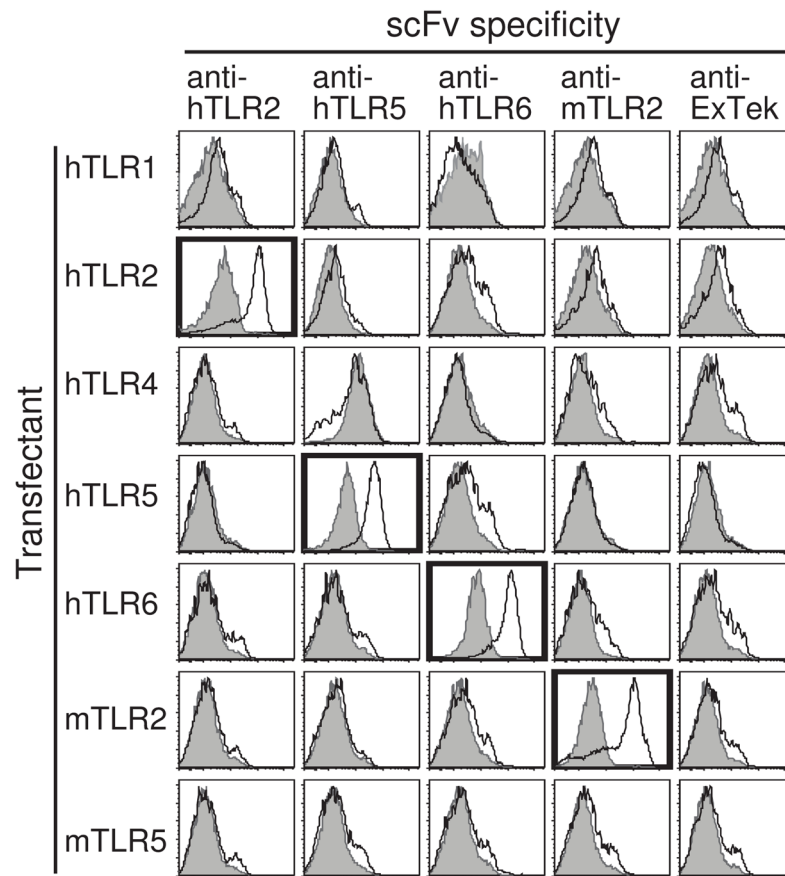 scFv specificity
anti-
hTLR2
anti-
hTLR5
anti-
hTLR6
anti-
mTLR2
anti-
ExTek
Transfectant
hTLR1
hTLR2
hTLR4
hTLR5
hTLR6
mTLR2
mTLR5